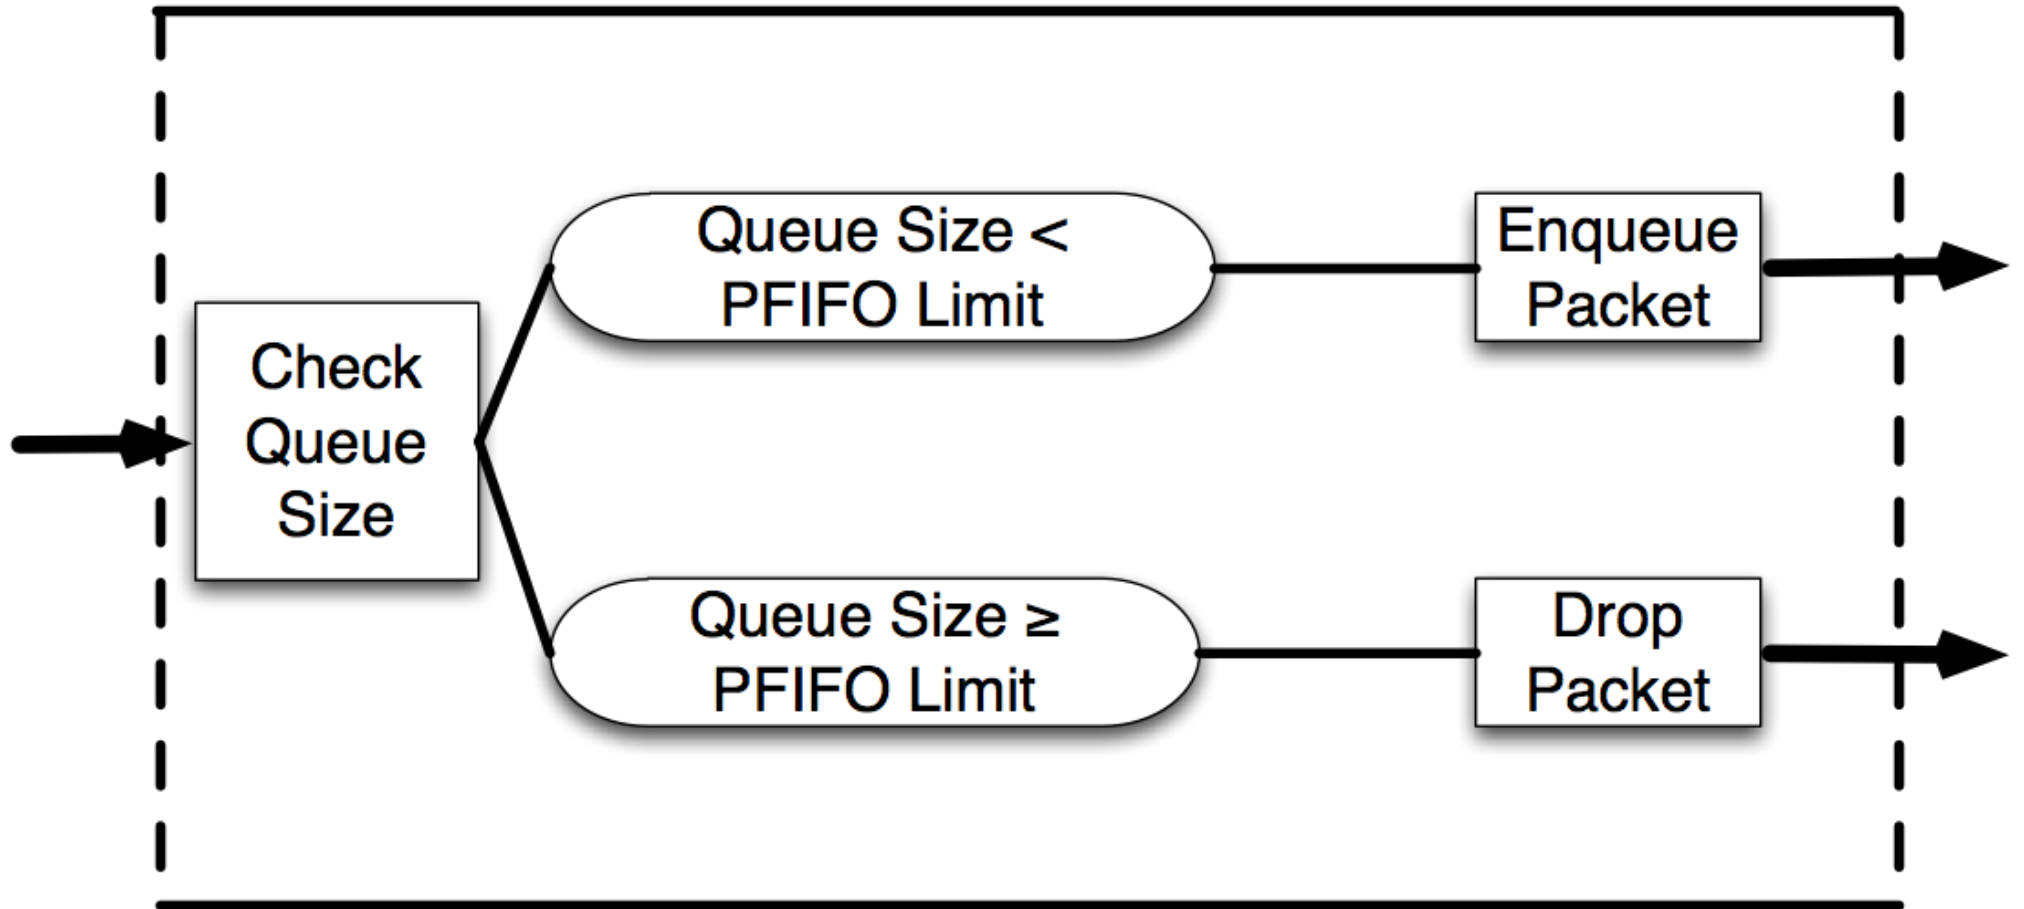 Check
Queue
Size
Queue Size <
PFIFO Limit
Enqueue
Packet
Queue Size ≥
PFIFO Limit
Drop
Packet